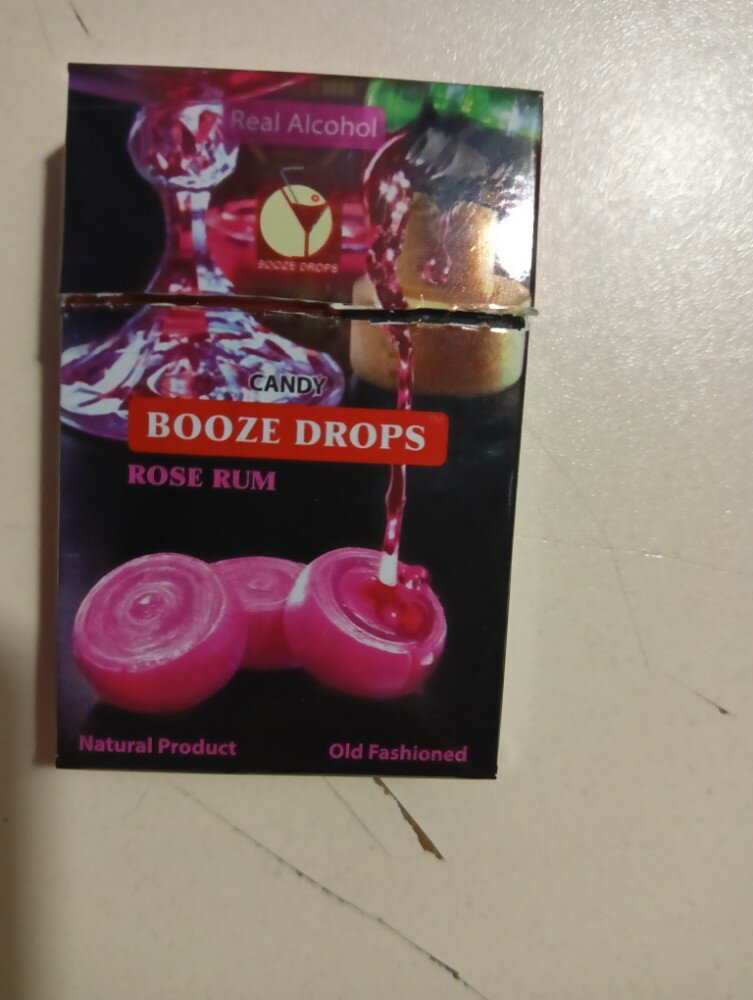 Real Alcohol
BOOZE DROPS
CANDY
BOOZE DROPS
ROSE RUM
Natural Product
Old Fashioned